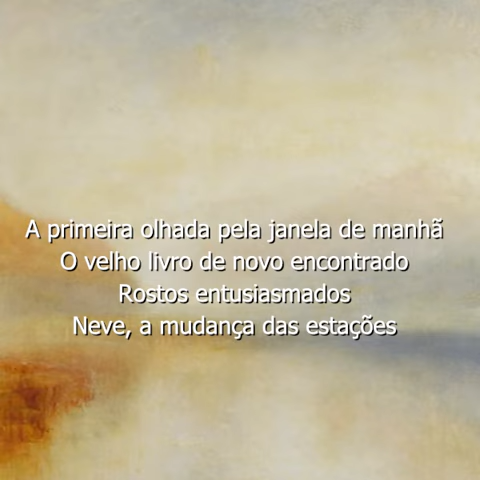 A primeira olhada pela janela de manhã
O velho livro de novo encontrado
Rostos entusiasmados
Neve, a mudança das estações